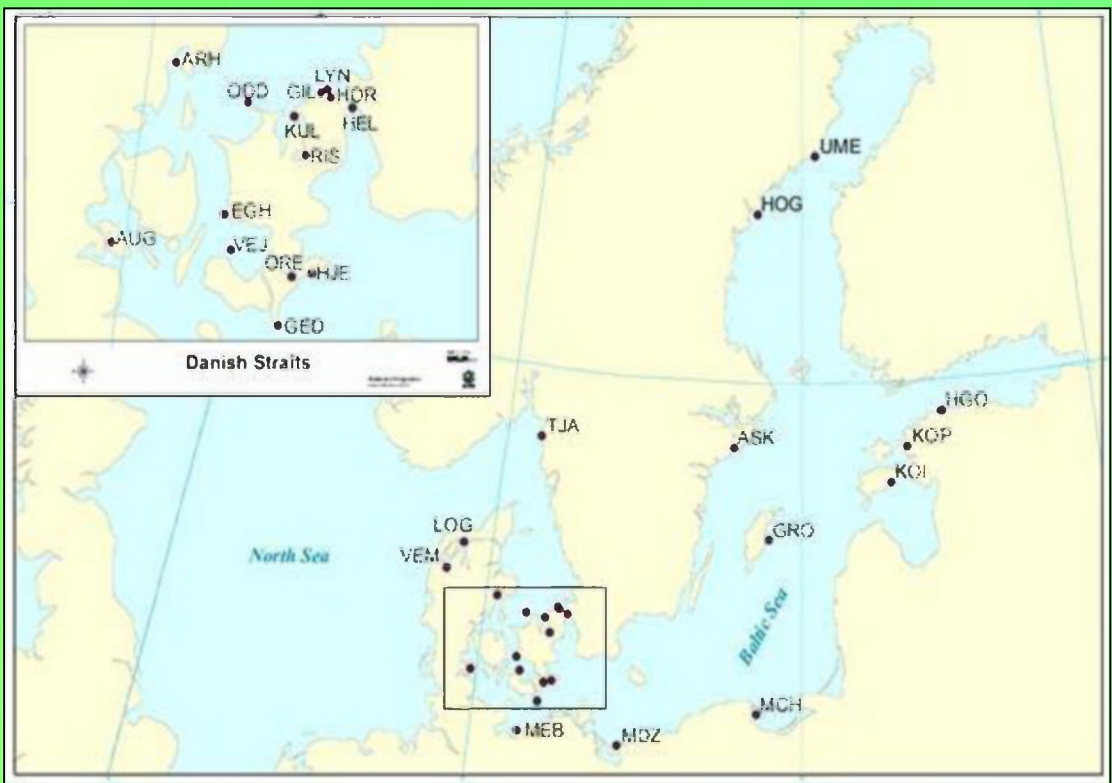 ARH
LYN
ODD
GIL
HOR
KUL
HEL
RIS
EGH
AUG
VEJ
ORE
HJE
GED
Danish Straits
UME
HOG
HGO
TJA
ASK
KOP
KOI
LOG
GRO
VEM
North Sea
Baltic Sea
MCH
MEB
MDZ